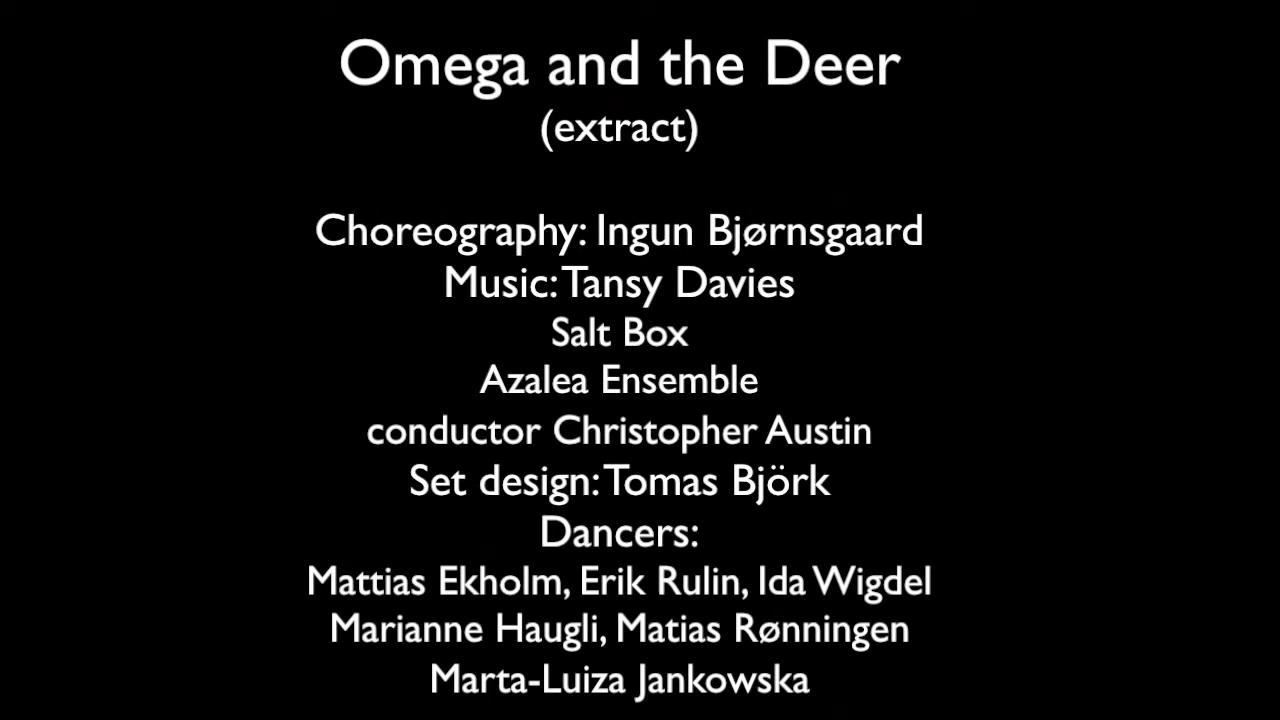 Omega and the Deer
(extract)
Choreography: Ingun Bjørnsgaard
Music: Tansy Davies
Salt Box
Azalea Ensemble
conductor Christopher Austin
Set design: Tomas Björk
Dancers:
Mattias Ekholm, Erik Rulin, Ida Wigdel
Marianne Haugli, Matias Rønningen
Marta-Luiza Jankowska